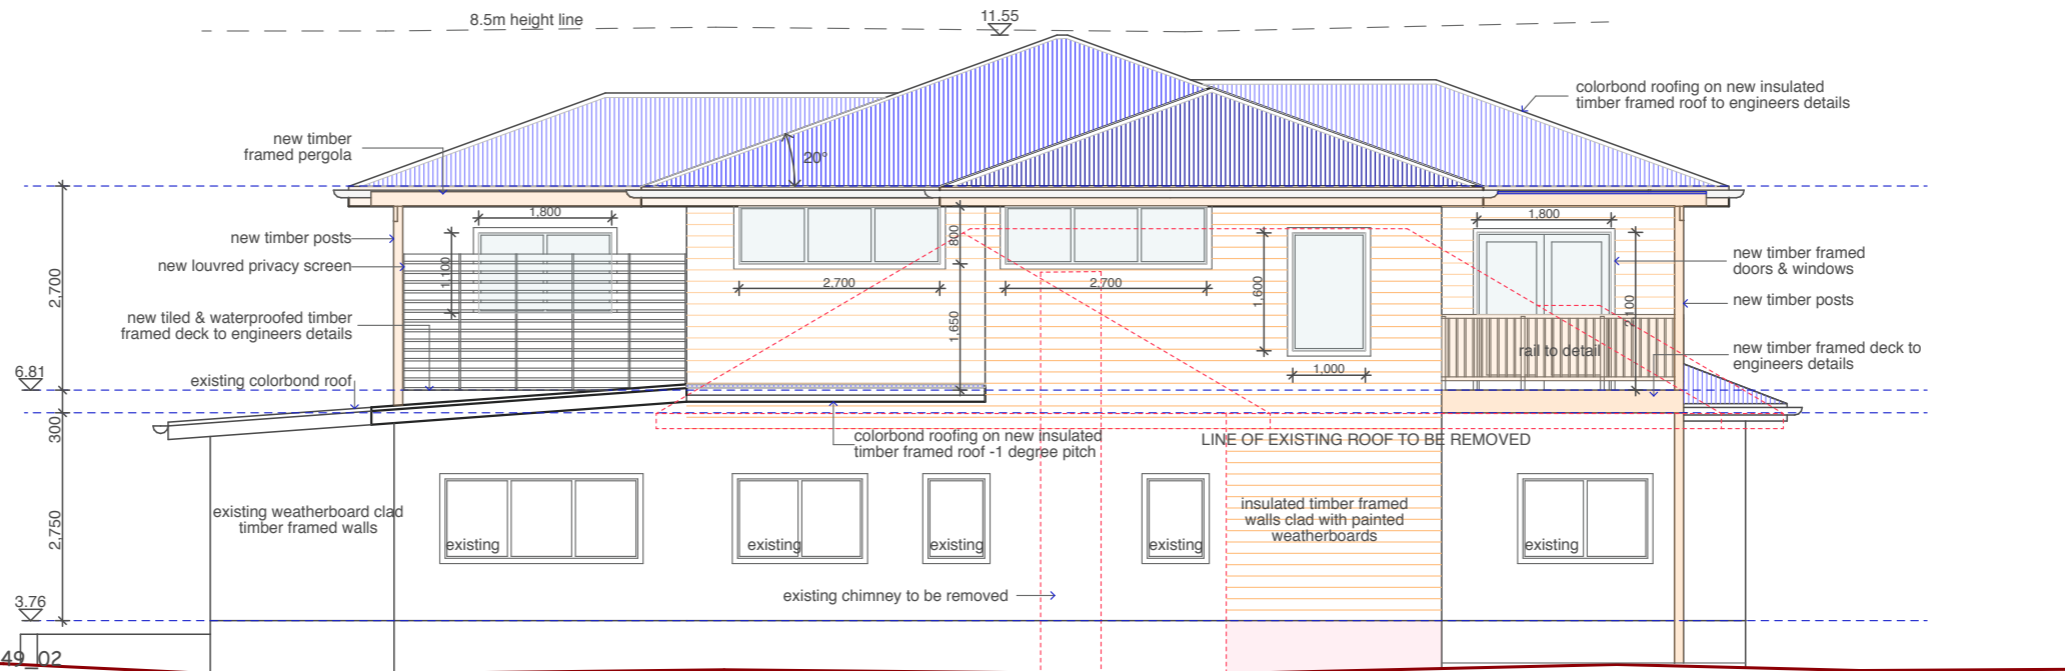 8.5m height line
11.55
colorbond roofing on new insulated
timber framed roof to engineers details
new timber
framed pergola
20°
1,800
1,800
new timber posts
new louvred privacy screen
1,100
800
2,700
2,700
1,600
2,100
new timber framed
doors & windows
new timber posts
2,700
new tiled & waterproofed timber
framed deck to engineers details
1,650
rail to detail
new timber framed deck to
engineers details
1,000
6.81
existing colorbond roof
300
colorbond roofing on new insulated
timber framed roof -1 degree pitch
LINE OF EXISTING ROOF TO BE REMOVED
2,750
existing weatherboard clad
timber framed walls
insulated timber framed
walls clad with painted
weatherboards
existing
existing
existing
existing
existing
existing chimney to be removed
3.76
49_02